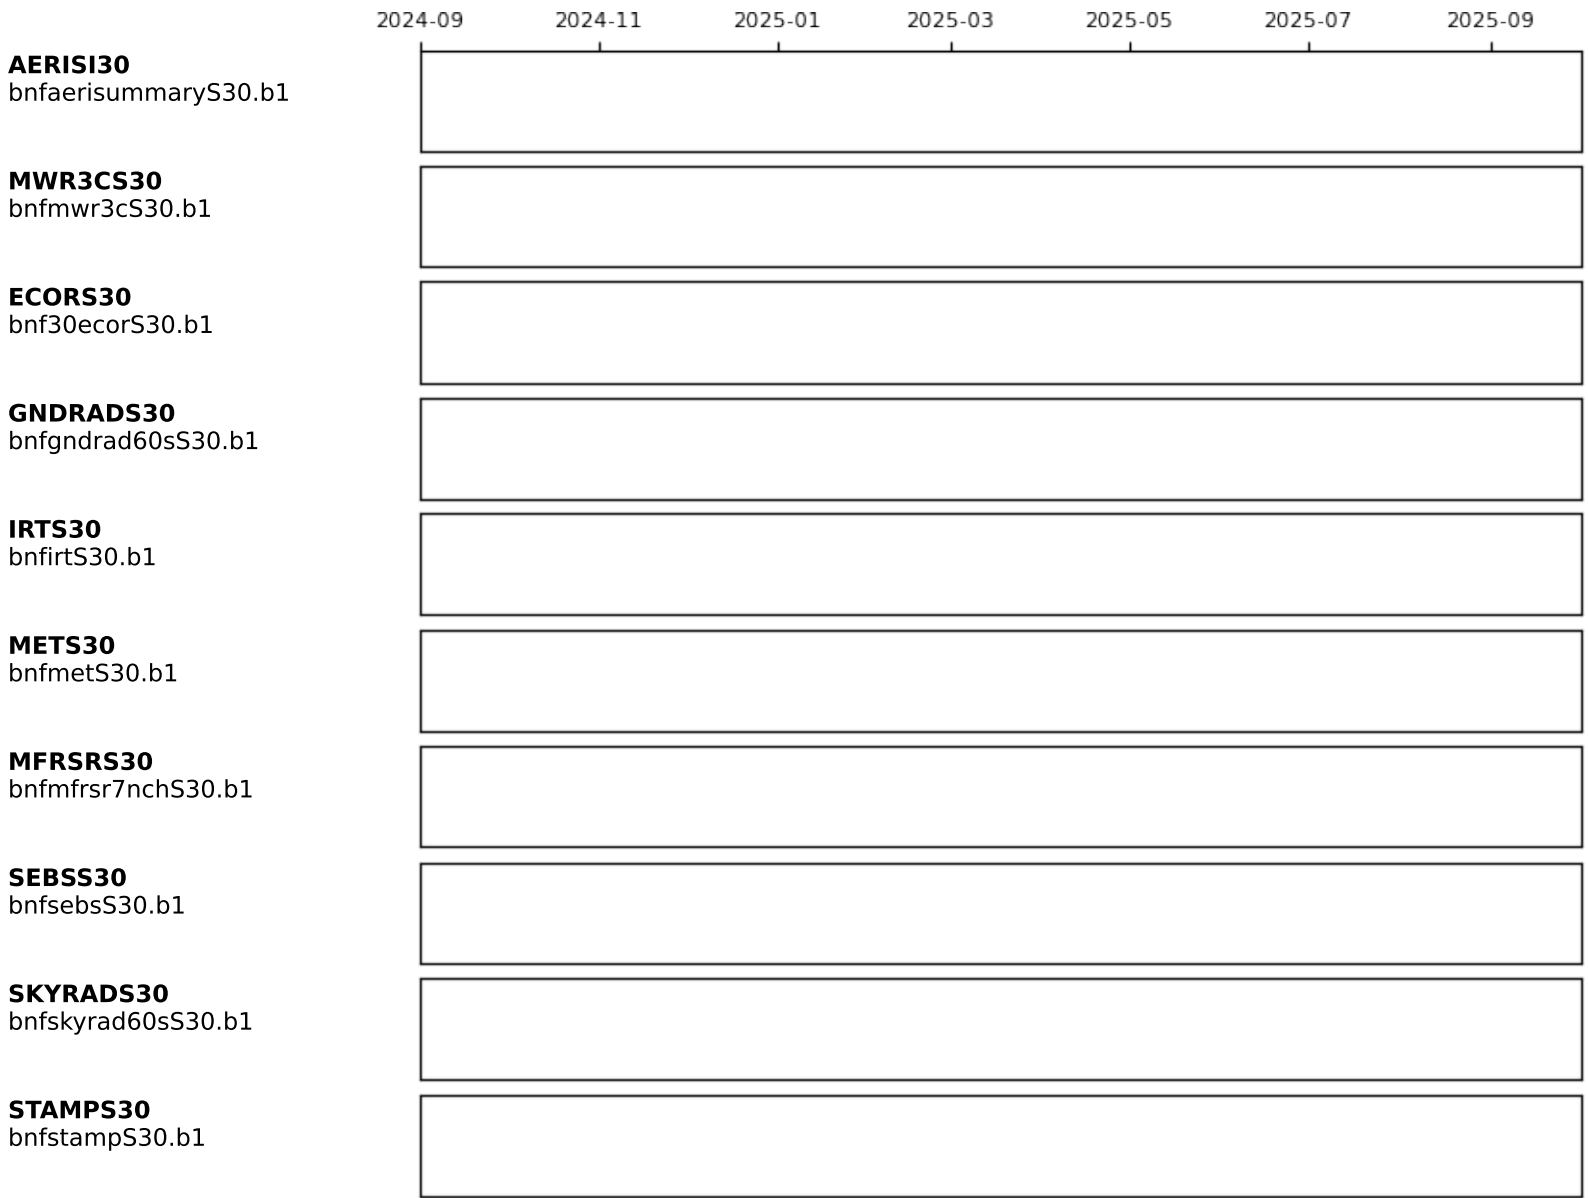 2024-09 2024-11 2025-01 2025-03 2025-05 2025-07 2025-09
AERISI30
bnfaerisummaryS30.b1
MWR3CS30
bnfmwr3cS30.b1
ECORS30
bnf30ecorS30.b1
GNDRADS30
bnfgndrad60sS30.b1
IRTS30
bnfirtS30.b1
METS30
bnfmetS30.b1
MFRSRS30
bnfmfrsr7nchS30.b1
SEBSS30
bnfsebsS30.b1
SKYRADS30
bnfskyrad60sS30.b1
STAMPS30
bnfstampS30.b1